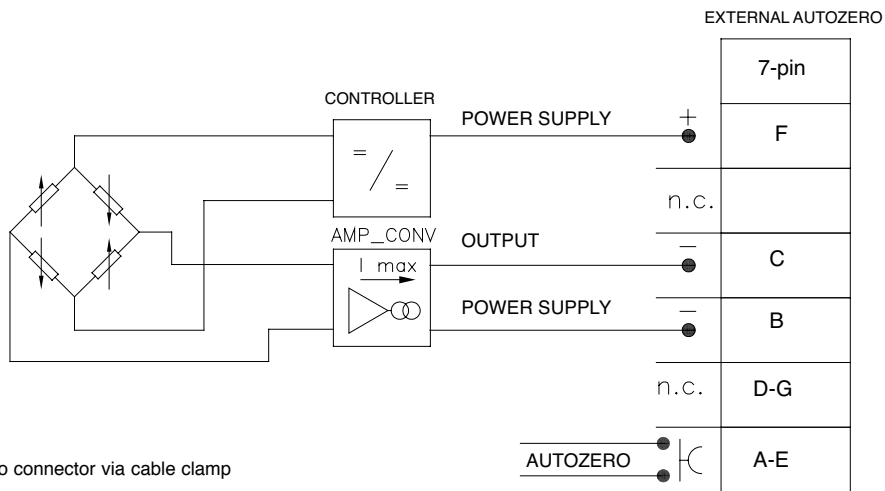 EXTERNAL AUTOZERO
7-pin
CONTROLLER
POWER SUPPLY
+
F
=
/
=
n.c.
AMP_CONV
OUTPUT
−
C
I max
POWER SUPPLY
−
B
n.c.
D-G
AUTOZERO
A-E
o connector via cable clamp